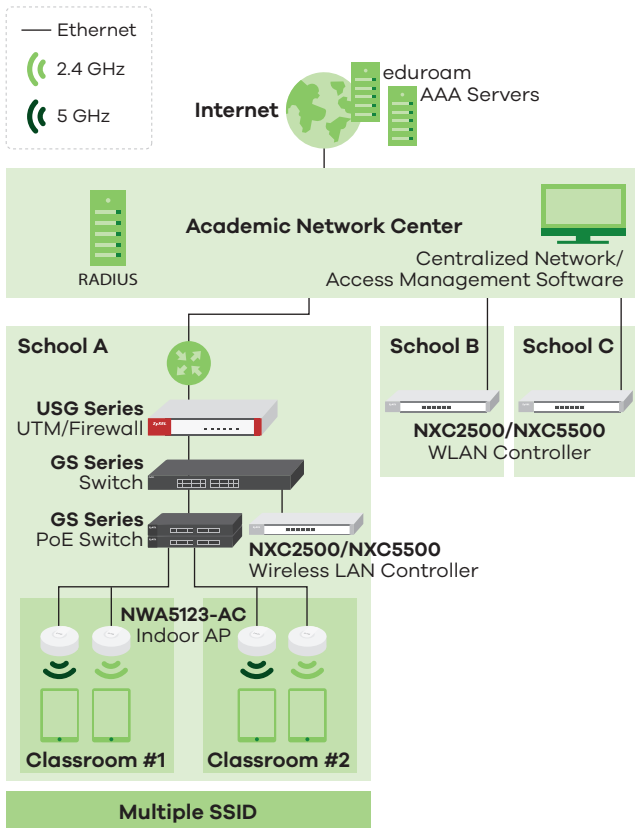 Ethernet
2.4 GHz
5 GHz
Internet
eduroam
AAA Servers
Academic Network Center
RADIUS
Centralized Network/
Access Management Software
School A
School B
School C
USG Series
UTM/Firewall
ZyXEL
GS Series
Switch
GS Series
PoE Switch
NXC2500/NXC5500
WLAN Controller
NXC2500/NXC5500
Wireless LAN Controller
NWA5123-AC
Indoor AP
Classroom #1
Classroom #2
Multiple SSID